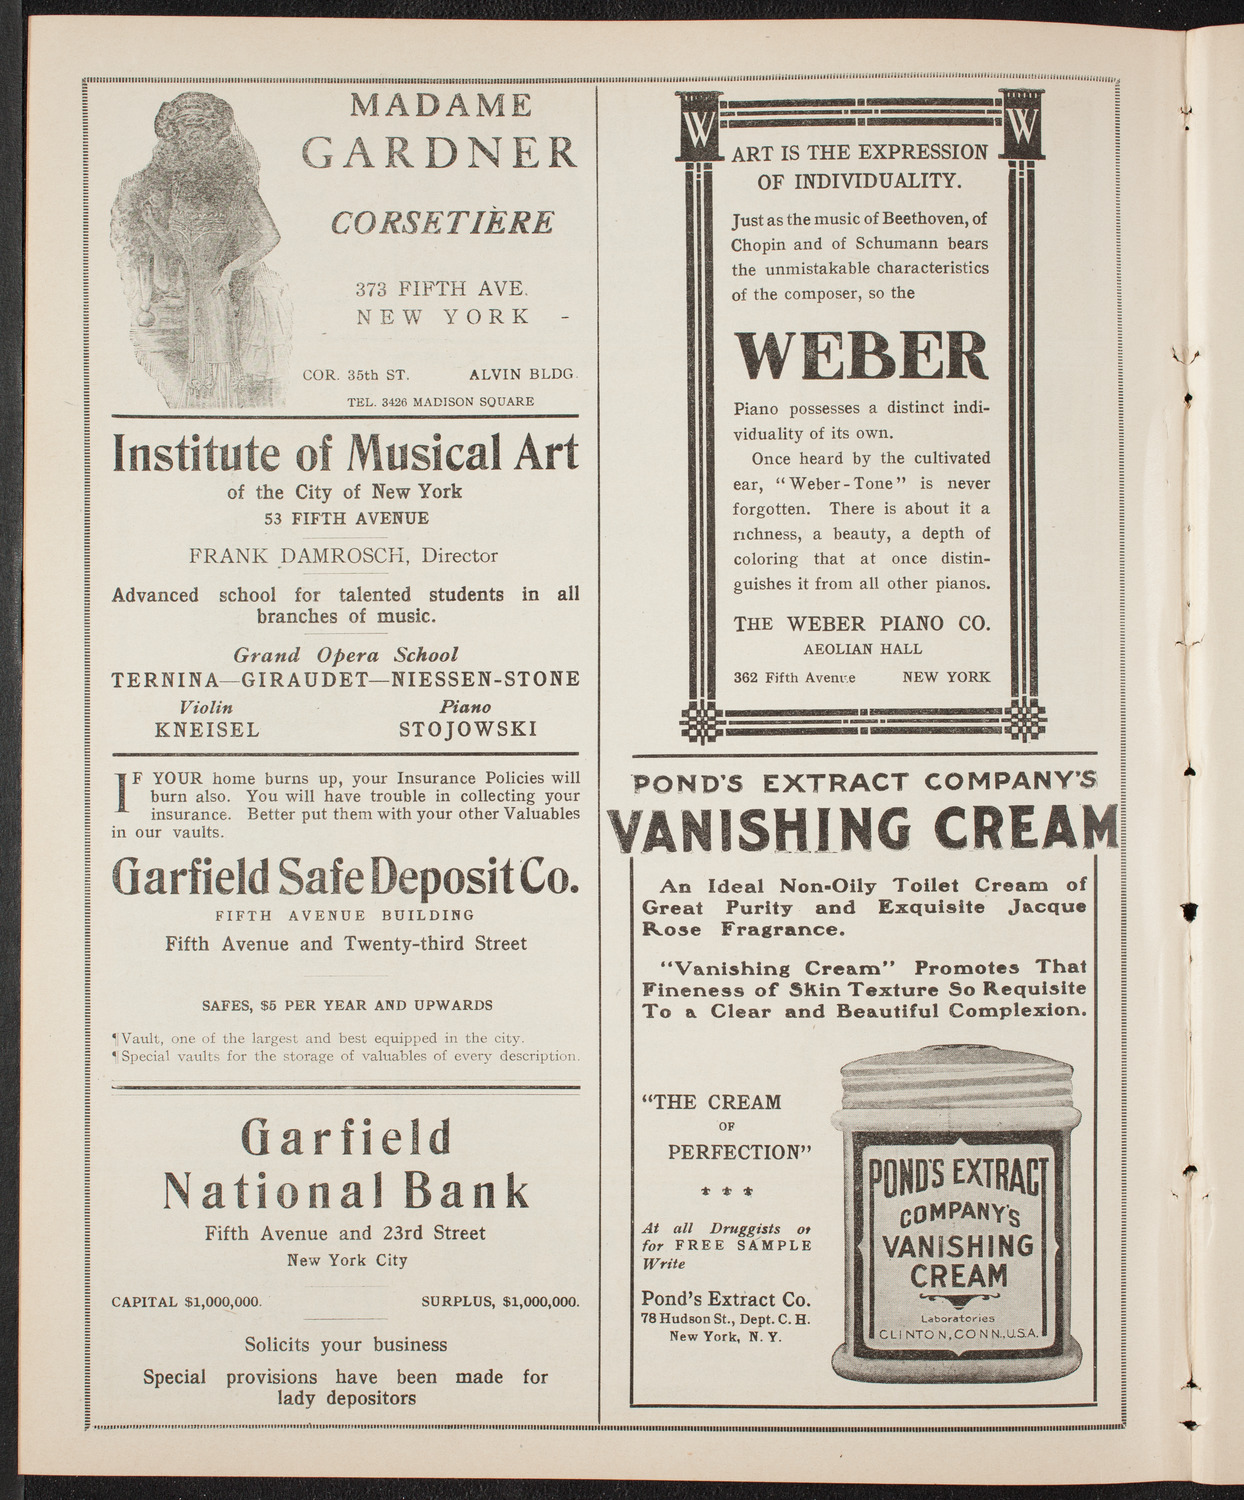 MADAME
GARDNER
CORSETIÈRE
373 FIFTH AVE.
NEW YORK -
COR. 35th ST. ALVIN BLDG.
TEL. 3426 MADISON SQUARE
Institute of Musical Art
of the City of New York
53 FIFTH AVENUE
FRANK DAMROSCH, Director
Advanced school for talented students in all
branches of music.
Grand Opera School
TERNINA—GIRAUDET—NIESSEN-STONE
Violin Piano
KNEISEL STOJOWSKI
IF YOUR home burns up, your Insurance Policies will
burn also. You will have trouble in collecting your
insurance. Better put them with your other Valuables
in our vaults.
Garfield Safe Deposit Co.
FIFTH AVENUE BUILDING
Fifth Avenue and Twenty-third Street
SAFES, $5 PER YEAR AND UPWARDS
¶ Vault, one of the largest and best equipped in the city.
¶ Special vaults for the storage of valuables of every description.
Garfield
National Bank
Fifth Avenue and 23rd Street
New York City
CAPITAL $1,000,000. SURPLUS, $1,000,000.
Solicits your business
Special provisions have been made for
lady depositors
W W
ART IS THE EXPRESSION
OF INDIVIDUALITY.
Just as the music of Beethoven, of
Chopin and of Schumann bears
the unmistakable characteristics
of the composer, so the
WEBER
Piano possesses a distinct indi-
viduality of its own.
Once heard by the cultivated
ear, "Weber-Tone" is never
forgotten. There is about it a
richness, a beauty, a depth of
coloring that at once distin-
guishes it from all other pianos.
THE WEBER PIANO CO.
AEOLIAN HALL
362 Fifth Avenue NEW YORK
POND'S EXTRACT COMPANY'S
VANISHING CREAM
An Ideal Non-Oily Toilet Cream of
Great Purity and Exquisite Jacque
Rose Fragrance.
"Vanishing Cream" Promotes That
Fineness of Skin Texture So Requisite
To a Clear and Beautiful Complexion.
"THE CREAM
OF
PERFECTION"
* * *
At all Druggists or
for FREE SAMPLE
Write
Pond's Extract Co.
78 Hudson St., Dept. C. H.
New York, N. Y.
POND'S EXTRACT
COMPANY'S
VANISHING
CREAM
Laboratories
CLINTON, CONN., U.S.A.